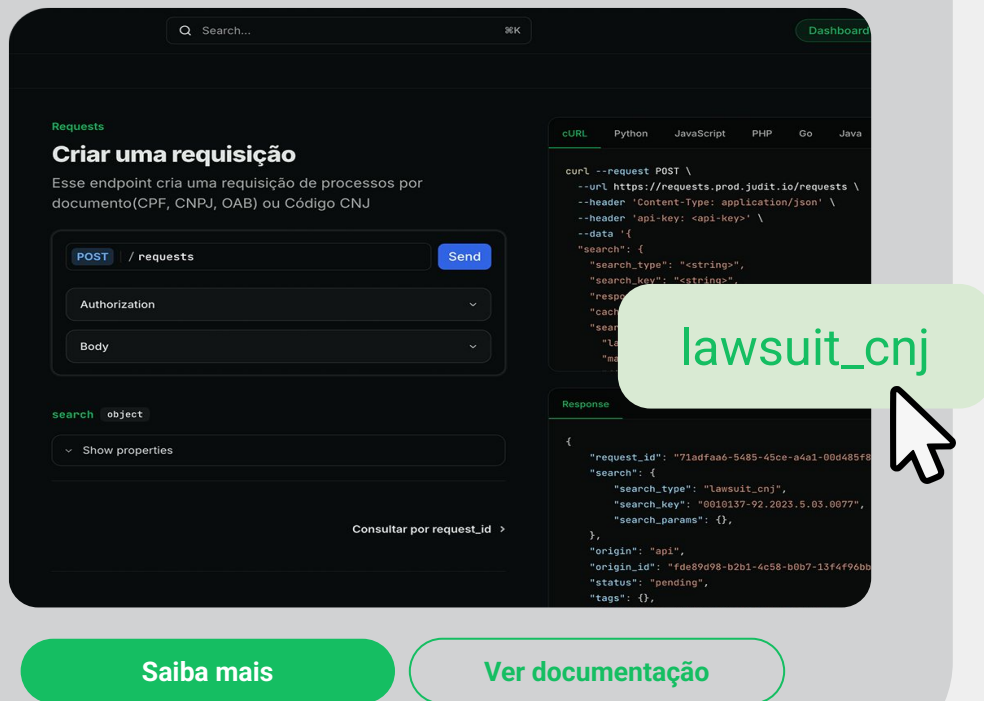 Search...
⌘K
Dashboard
Requests
Criar uma requisição
Esse endpoint cria uma requisição de processos por
documento(CPF, CNPJ, OAB) ou Código CNJ
POST / requests
Send
Authorization
Body
search object
Show properties
Consultar por request_id
cURL Python JavaScript PHP Go Java
curl --request POST \
--url https://requests.prod.judit.io/requests \
--header 'Content-Type: application/json' \
--header 'api-key: <api-key>' \
--data '{
"search": {
"search_type": "<string>",
"search_key": "<string>",
lawsuit_cnj
Response
{
"request_id": "71adfaa6-5485-45ce-a4a1-00d485f8
"search": {
"search_type": "lawsuit_cnj",
"search_key": "0010137-92.2023.5.03.0077",
"search_params": {},
},
"origin": "api",
"origin_id": "fde89d98-b2b1-4c58-b0b7-13f4f96bb
"status": "pending",
"tags": {},
Saiba mais
Ver documentação